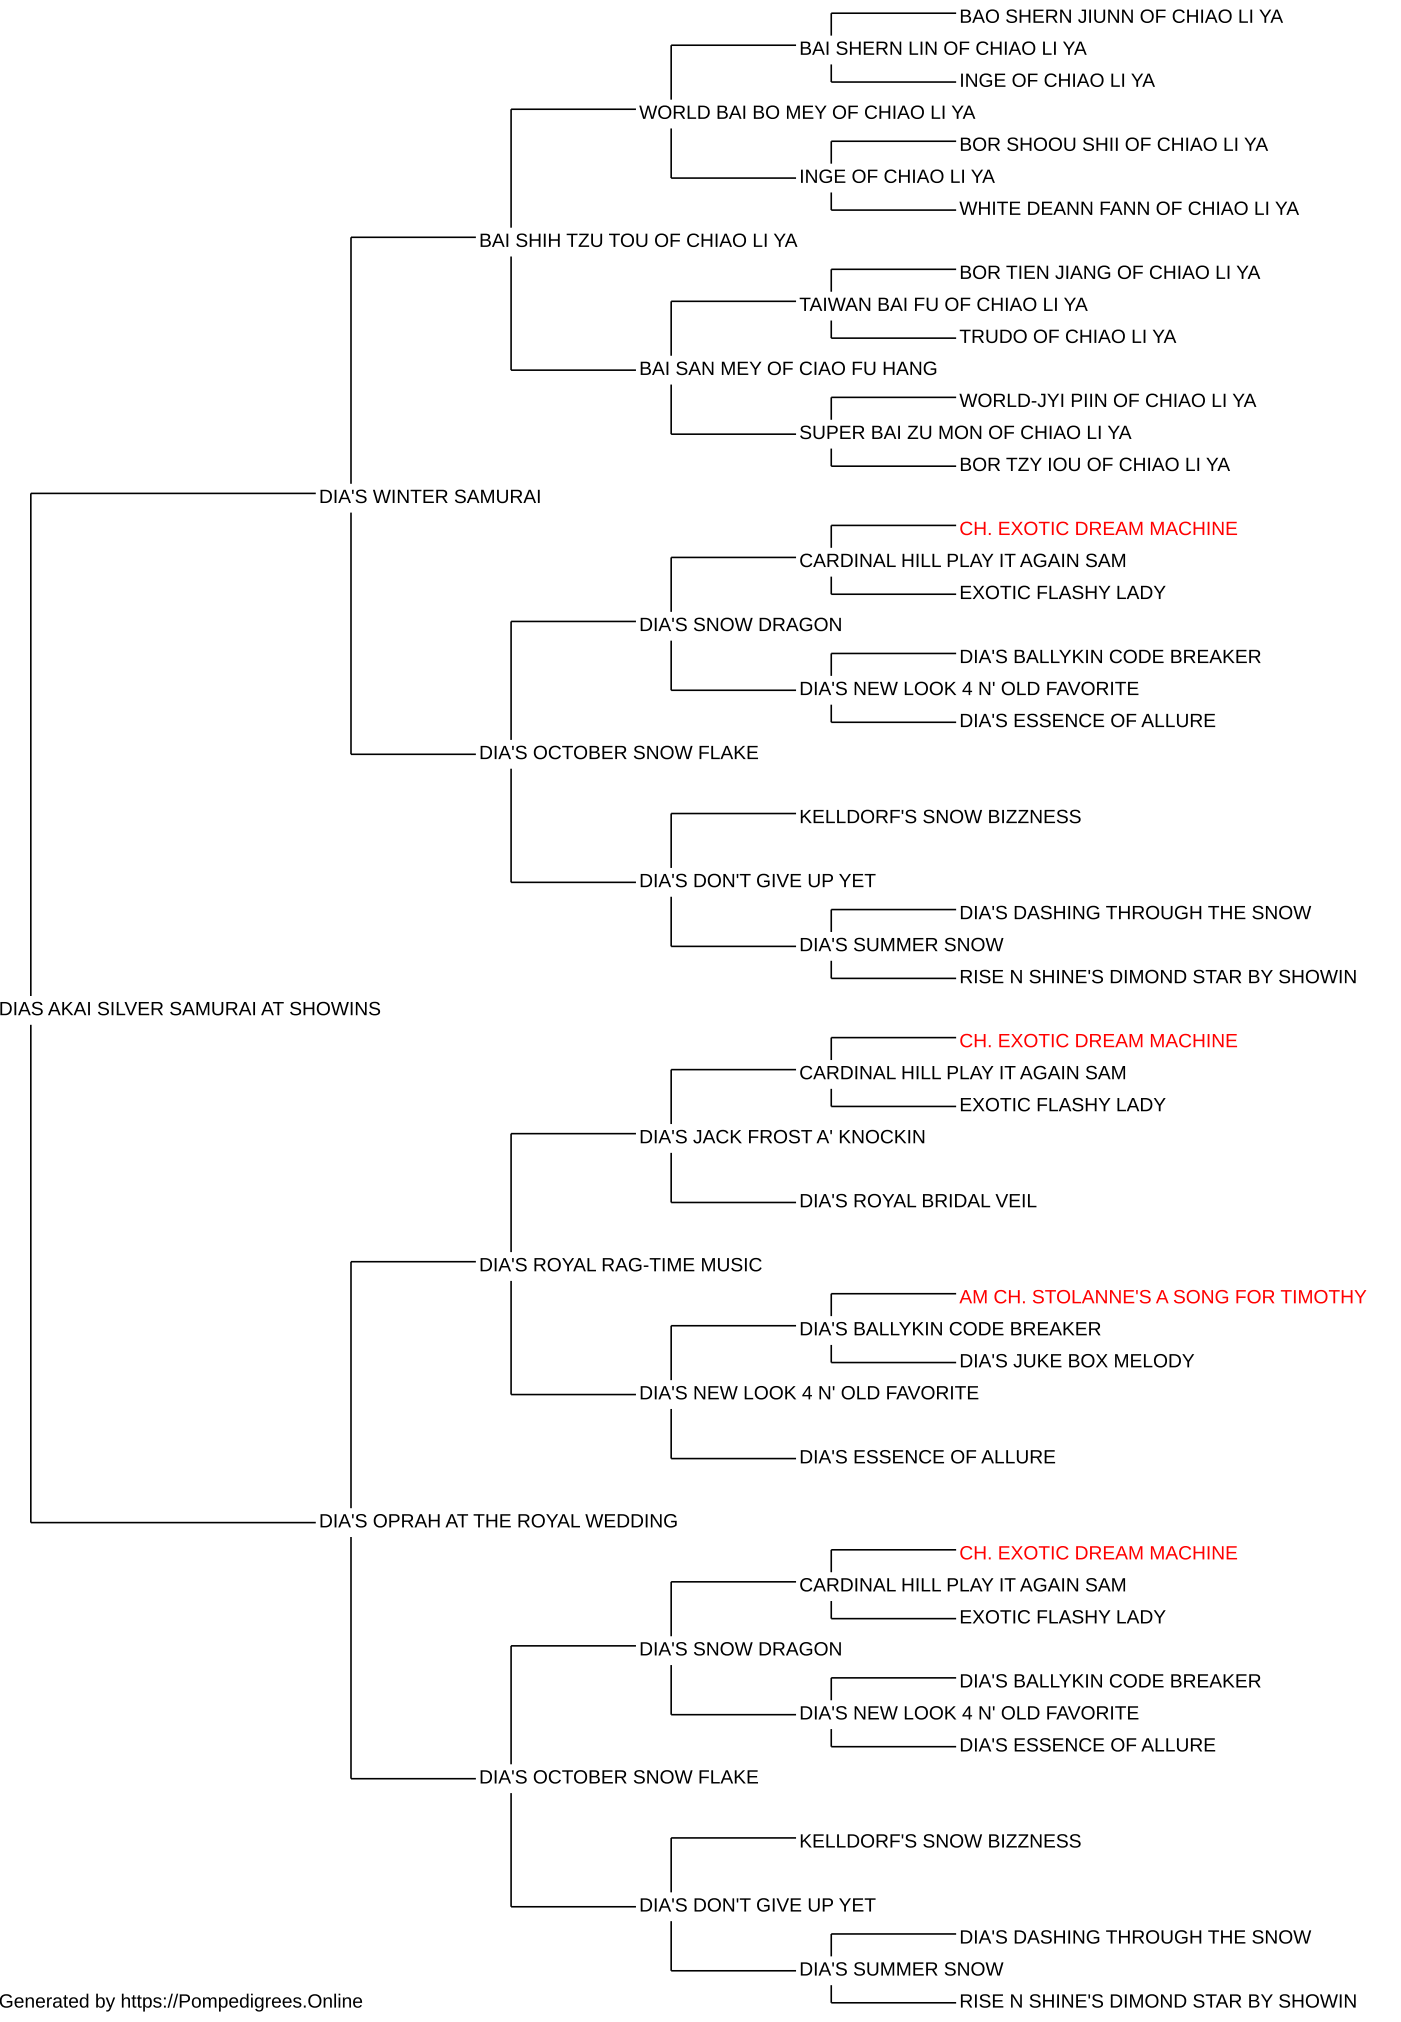 BAO SHERN JIUNN OF CHIAO LI YA
BAI SHERN LIN OF CHIAO LI YA
INGE OF CHIAO LI YA
WORLD BAI BO MEY OF CHIAO LI YA
BOR SHOOU SHII OF CHIAO LI YA
INGE OF CHIAO LI YA
WHITE DEANN FANN OF CHIAO LI YA
BAI SHIH TZU TOU OF CHIAO LI YA
BOR TIEN JIANG OF CHIAO LI YA
TAIWAN BAI FU OF CHIAO LI YA
TRUDO OF CHIAO LI YA
BAI SAN MEY OF CIAO FU HANG
WORLD-JYI PIIN OF CHIAO LI YA
SUPER BAI ZU MON OF CHIAO LI YA
BOR TZY IOU OF CHIAO LI YA
DIA'S WINTER SAMURAI
CH. EXOTIC DREAM MACHINE
CARDINAL HILL PLAY IT AGAIN SAM
EXOTIC FLASHY LADY
DIA'S SNOW DRAGON
DIA'S BALLYKIN CODE BREAKER
DIA'S NEW LOOK 4 N' OLD FAVORITE
DIA'S ESSENCE OF ALLURE
DIA'S OCTOBER SNOW FLAKE
KELLDORF'S SNOW BIZZNESS
DIA'S DON'T GIVE UP YET
DIA'S DASHING THROUGH THE SNOW
DIA'S SUMMER SNOW
RISE N SHINE'S DIMOND STAR BY SHOWIN
DIAS AKAI SILVER SAMURAI AT SHOWINS
CH. EXOTIC DREAM MACHINE
CARDINAL HILL PLAY IT AGAIN SAM
EXOTIC FLASHY LADY
DIA'S JACK FROST A' KNOCKIN
DIA'S ROYAL BRIDAL VEIL
DIA'S ROYAL RAG-TIME MUSIC
AM CH. STOLANNE'S A SONG FOR TIMOTHY
DIA'S BALLYKIN CODE BREAKER
DIA'S JUKE BOX MELODY
DIA'S NEW LOOK 4 N' OLD FAVORITE
DIA'S ESSENCE OF ALLURE
DIA'S OPRAH AT THE ROYAL WEDDING
CH. EXOTIC DREAM MACHINE
CARDINAL HILL PLAY IT AGAIN SAM
EXOTIC FLASHY LADY
DIA'S SNOW DRAGON
DIA'S BALLYKIN CODE BREAKER
DIA'S NEW LOOK 4 N' OLD FAVORITE
DIA'S ESSENCE OF ALLURE
DIA'S OCTOBER SNOW FLAKE
KELLDORF'S SNOW BIZZNESS
DIA'S DON'T GIVE UP YET
DIA'S DASHING THROUGH THE SNOW
DIA'S SUMMER SNOW
RISE N SHINE'S DIMOND STAR BY SHOWIN
Generated by https://Pompedigrees.Online